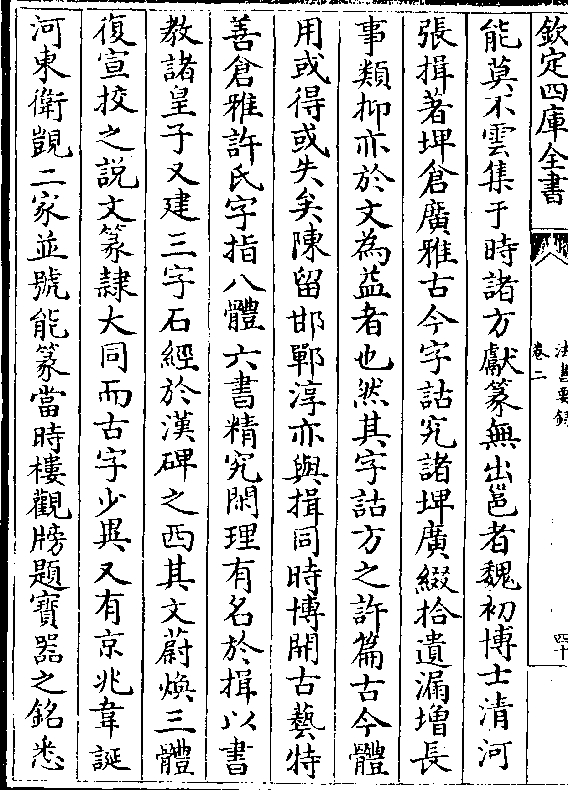 欽定四庫全書
法書要錄
卷二
四十
能莫不雲集于時諸方獻篆無出邕者魏初博士清河
張揖著埤倉廣雅古今字詁究諸埤廣綴拾遺漏增長
事類抑亦於文為益者也然其字詁方之許篇古今體
用或得或失矣陳留邯鄲淳亦與揖同時博開古藝特
善倉雅許氏字指八體六書精究閑理有名於揖以書
教諸皇子又建三字石經於漢碑之西其文蔚煥三體
復宣挍之說文篆隷大同而古字少異又有京兆韋誕
河東衛覬二家並號能篆當時樓觀牓題寶器之銘悉